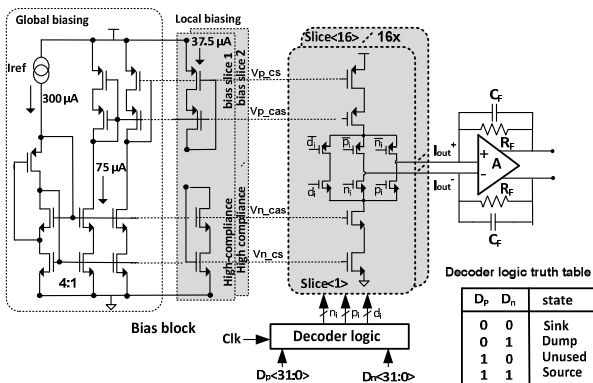 Global biasing
Local biasing
Slice<16>
16x
Iref
300 µA
37.5 µA
bias slice 1
bias slice 2
Vp_cs
Vp_cas
75 µA
4:1
Vn_cas
Vn_cs
High-compliance
High compliance
d̅i p̅i n̅i
di ni pi
Iout+
Iout-
CF
RF
A
+
-
RF
CF
Slice<1>
ni pi di
Bias block
Clk
Decoder logic
Dp<31:0>
Dn<31:0>
Decoder logic truth table
Dp Dn state
0 0 Sink
0 1 Dump
1 0 Unused
1 1 Source